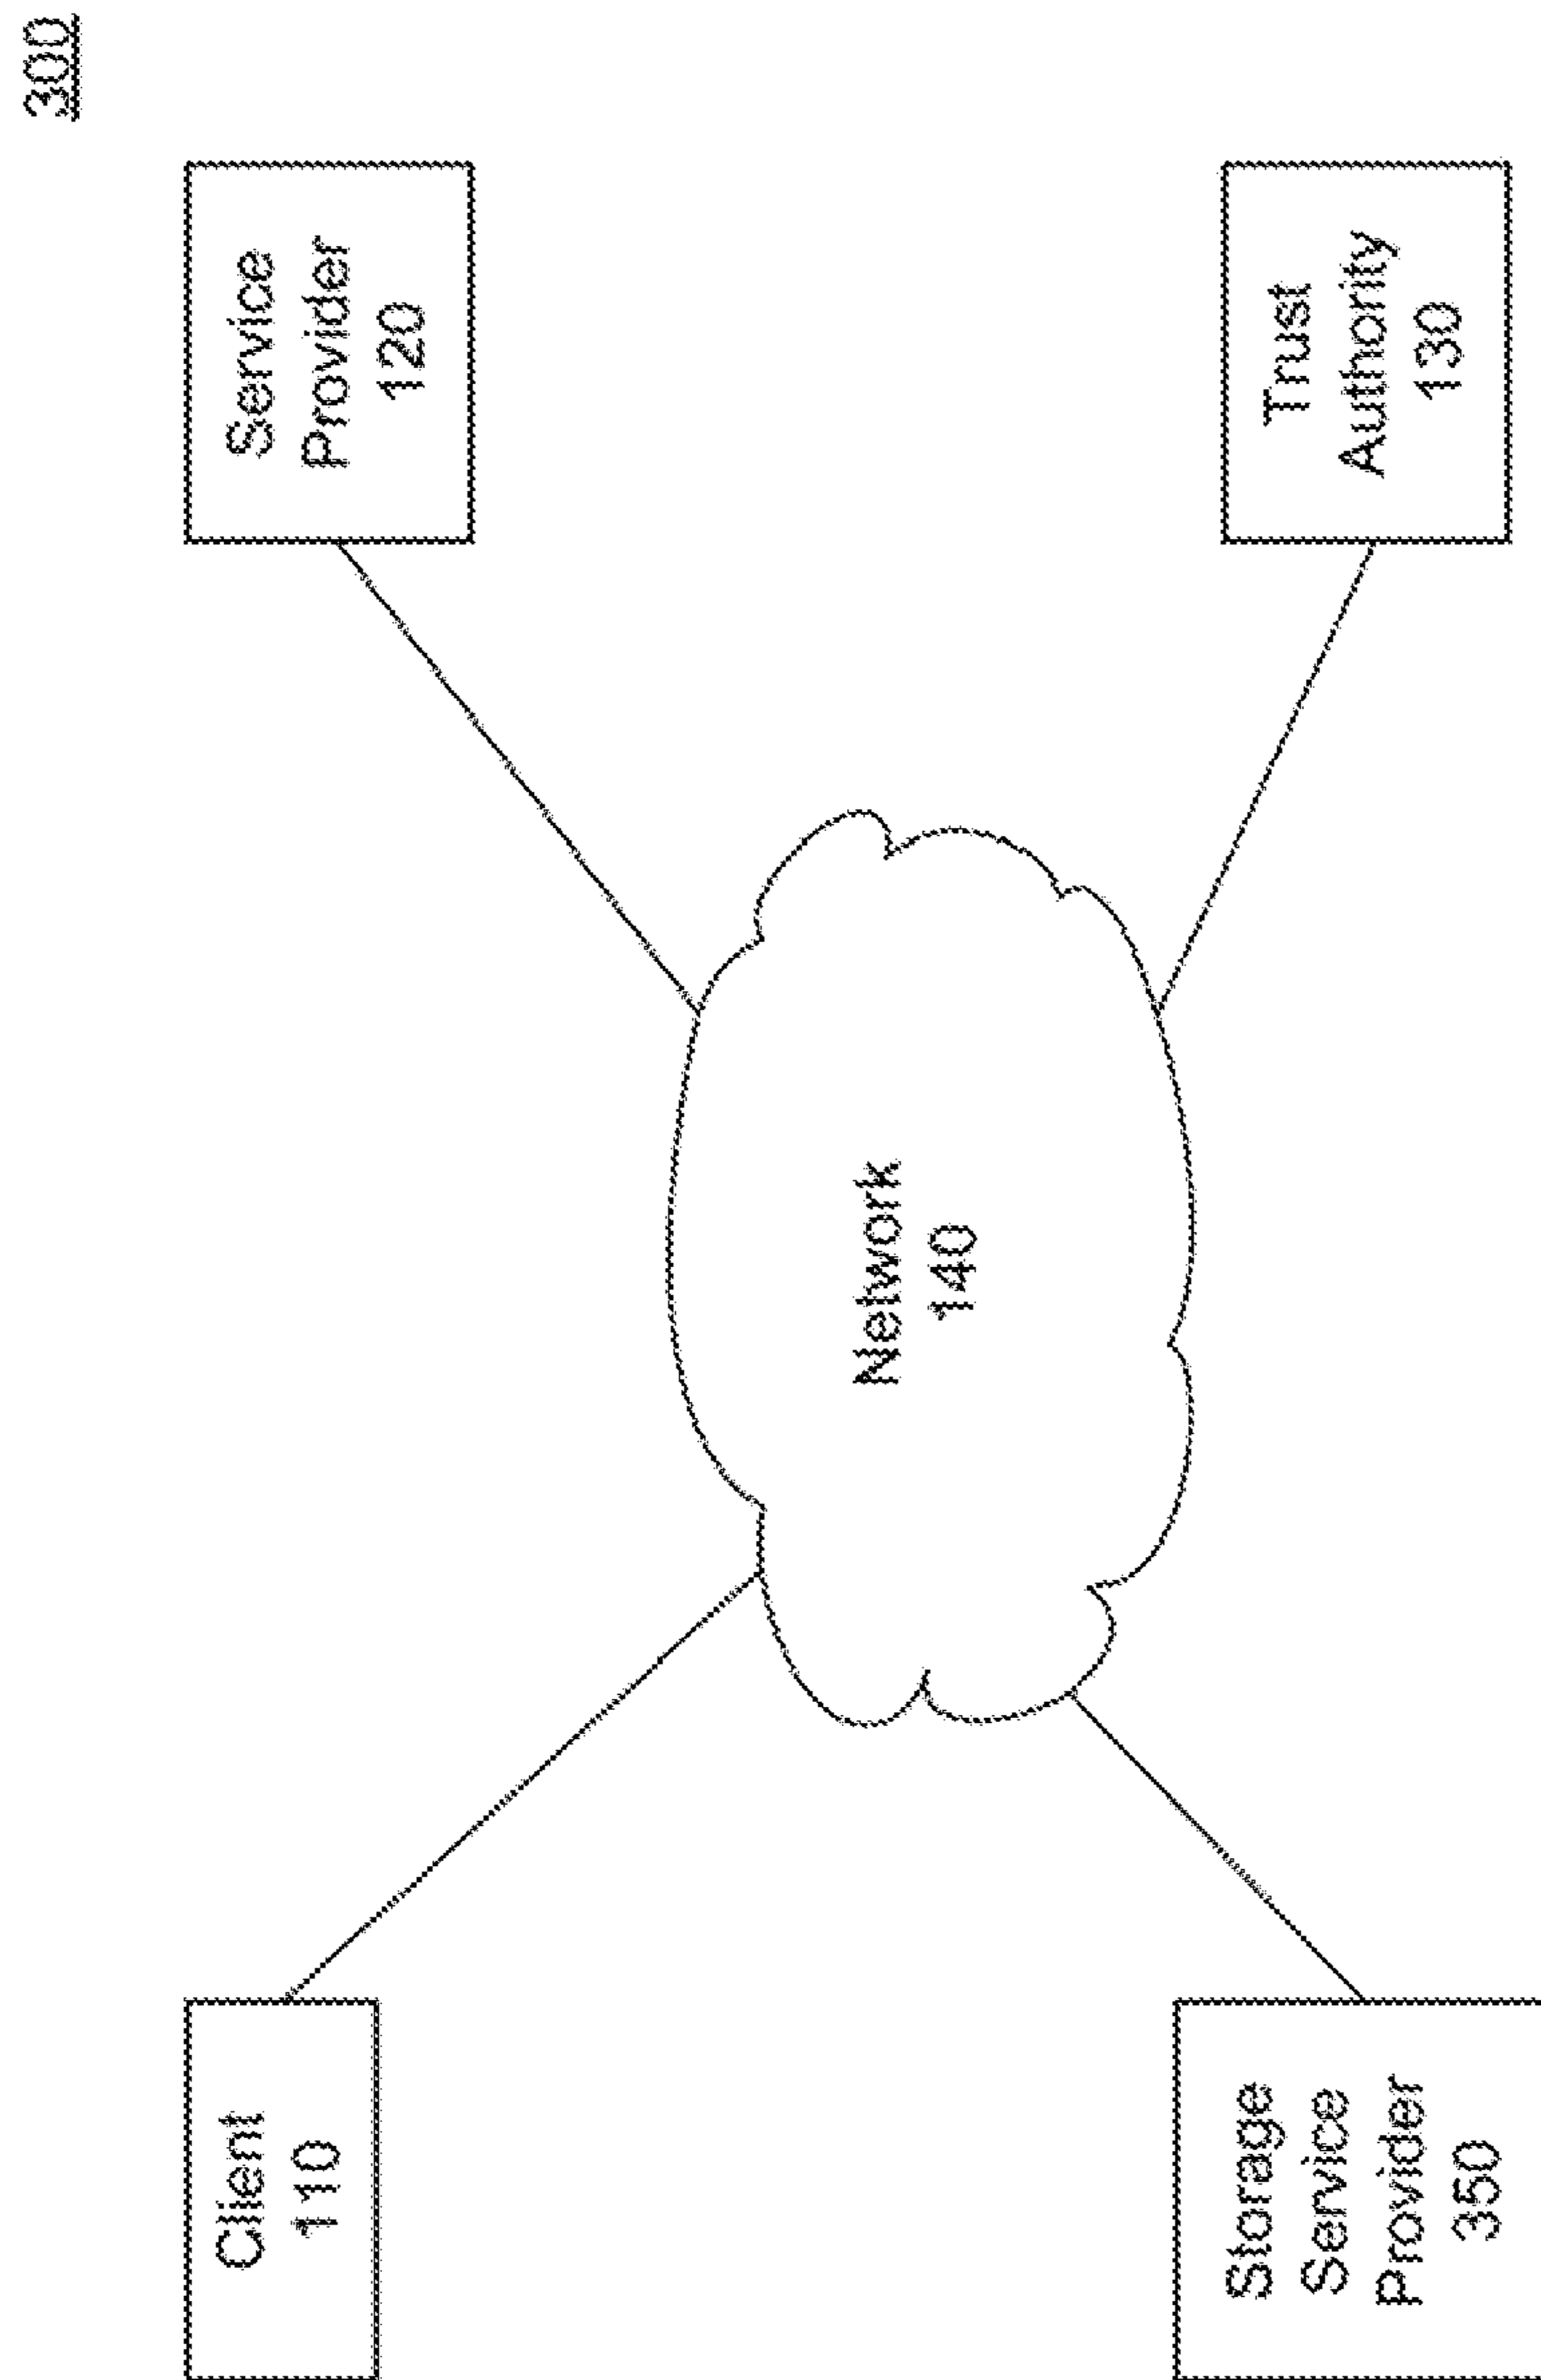 300
Client
110
Service
Provider
120
Network
140
Storage
Service
Provider
350
Trust
Authority
130